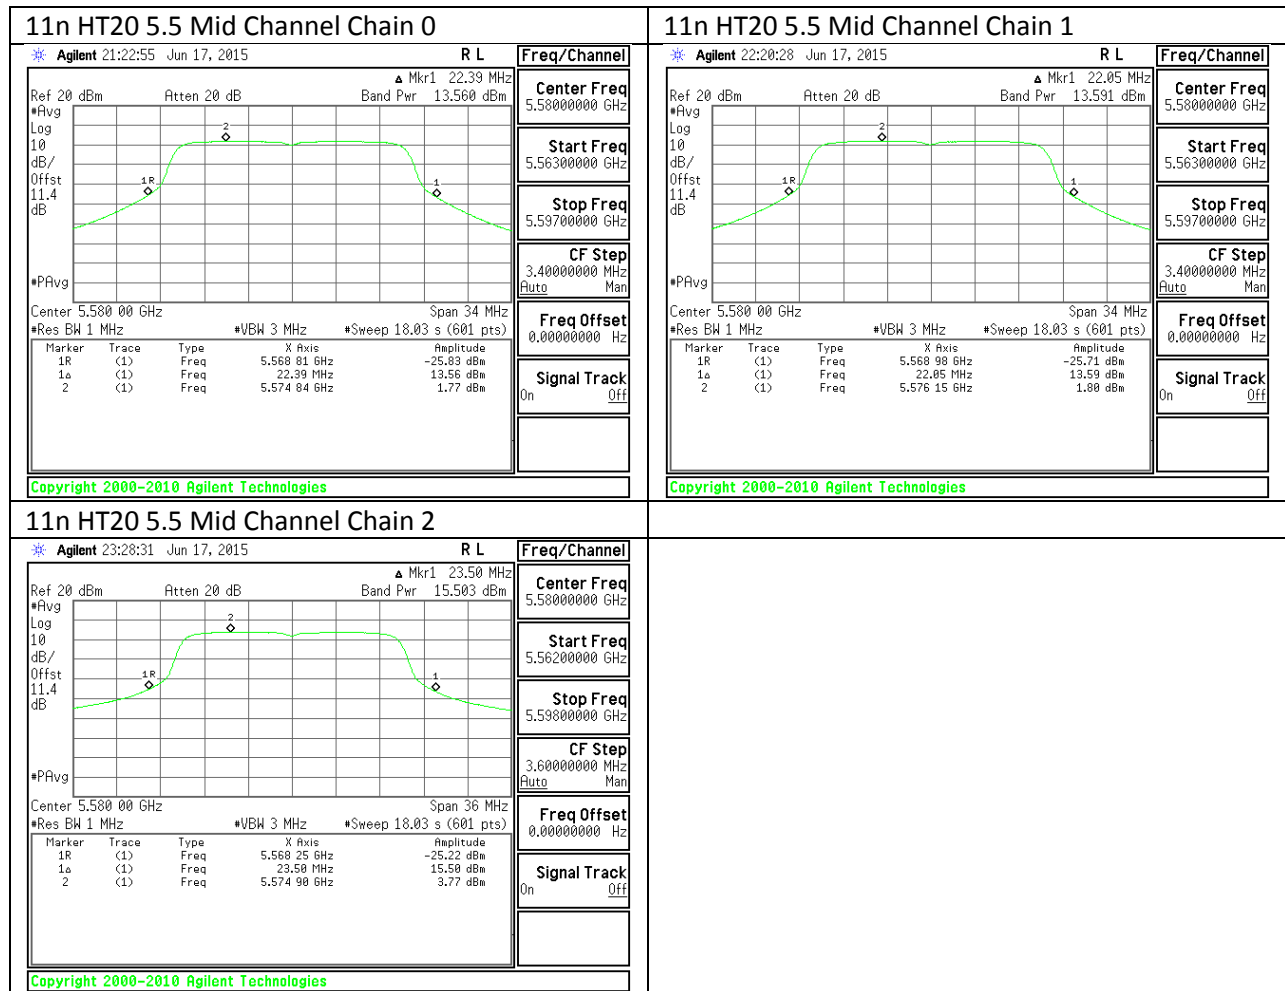 11n HT20 5.5 Mid Channel Chain 0
Agilent 21:22:55 Jun 17, 2015 R L Freq/Channel
Δ Mkr1 22.39 MHz
Ref 20 dBm Atten 20 dB Band Pwr 13.560 dBm
#Avg
Log
10
dB/
Offst
11.4
dB
#PAvg
2
1R
1
Center 5.580 00 GHz Span 34 MHz
#Res BW 1 MHz #VBW 3 MHz #Sweep 18.03 s (601 pts)
Marker Trace Type X Axis Amplitude
1R (1) Freq 5.568 81 GHz -25.83 dBm
1Δ (1) Freq 22.39 MHz 13.56 dBm
2 (1) Freq 5.574 84 GHz 1.77 dBm
Center Freq
5.58000000 GHz
Start Freq
5.56300000 GHz
Stop Freq
5.59700000 GHz
CF Step
3.40000000 MHz
Auto Man
Freq Offset
0.00000000 Hz
Signal Track
On Off
Copyright 2000-2010 Agilent Technologies
11n HT20 5.5 Mid Channel Chain 1
Agilent 22:20:28 Jun 17, 2015 R L Freq/Channel
Δ Mkr1 22.05 MHz
Ref 20 dBm Atten 20 dB Band Pwr 13.591 dBm
#Avg
Log
10
dB/
Offst
11.4
dB
#PAvg
2
1R
1
Center 5.580 00 GHz Span 34 MHz
#Res BW 1 MHz #VBW 3 MHz #Sweep 18.03 s (601 pts)
Marker Trace Type X Axis Amplitude
1R (1) Freq 5.568 98 GHz -25.71 dBm
1Δ (1) Freq 22.05 MHz 13.59 dBm
2 (1) Freq 5.576 15 GHz 1.80 dBm
Center Freq
5.58000000 GHz
Start Freq
5.56300000 GHz
Stop Freq
5.59700000 GHz
CF Step
3.40000000 MHz
Auto Man
Freq Offset
0.00000000 Hz
Signal Track
On Off
Copyright 2000-2010 Agilent Technologies
11n HT20 5.5 Mid Channel Chain 2
Agilent 23:28:31 Jun 17, 2015 R L Freq/Channel
Δ Mkr1 23.50 MHz
Ref 20 dBm Atten 20 dB Band Pwr 15.503 dBm
#Avg
Log
10
dB/
Offst
11.4
dB
#PAvg
2
1R
1
Center 5.580 00 GHz Span 36 MHz
#Res BW 1 MHz #VBW 3 MHz #Sweep 18.03 s (601 pts)
Marker Trace Type X Axis Amplitude
1R (1) Freq 5.568 25 GHz -25.22 dBm
1Δ (1) Freq 23.50 MHz 15.50 dBm
2 (1) Freq 5.574 90 GHz 3.77 dBm
Center Freq
5.58000000 GHz
Start Freq
5.56200000 GHz
Stop Freq
5.59800000 GHz
CF Step
3.60000000 MHz
Auto Man
Freq Offset
0.00000000 Hz
Signal Track
On Off
Copyright 2000-2010 Agilent Technologies